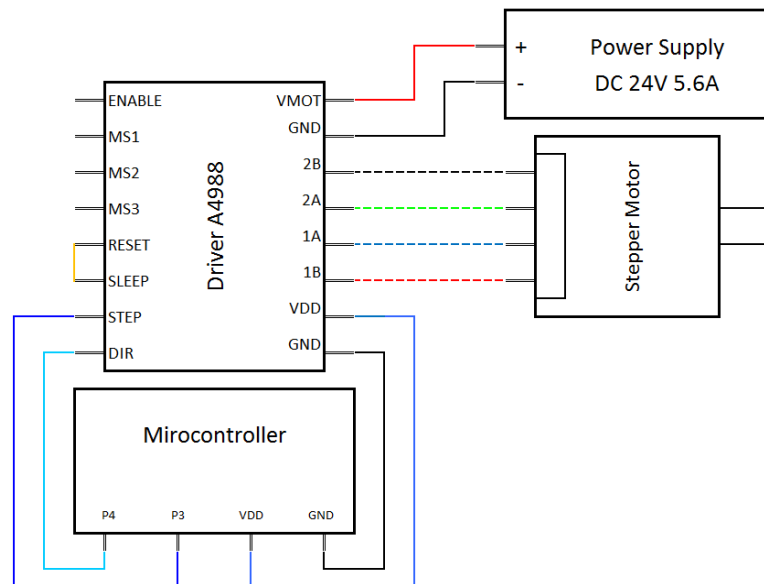 + Power Supply
- DC 24V 5.6A
ENABLE VMOT
MS1 GND
MS2 2B
MS3 2A
RESET 1A
SLEEP 1B
STEP VDD
DIR GND
Driver A4988
Stepper Motor
Mirocontroller
P4 P3 VDD GND